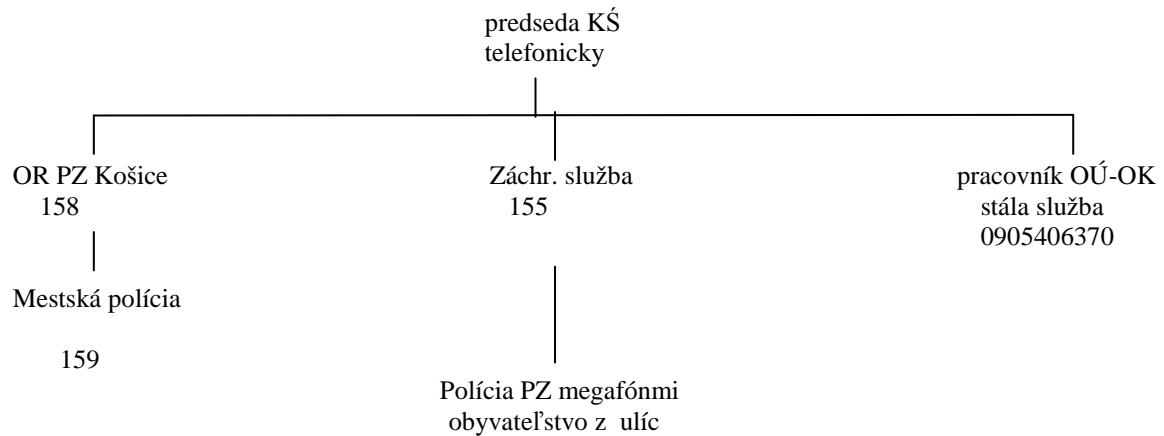 predseda KŚ
telefonicky
OR PZ Košice
158
Záchr. služba
155
pracovník OÚ-OK
stála služba
0905406370
Mestská polícia
159
Polícia PZ megafónmi
obyvateľstvo z ulíc